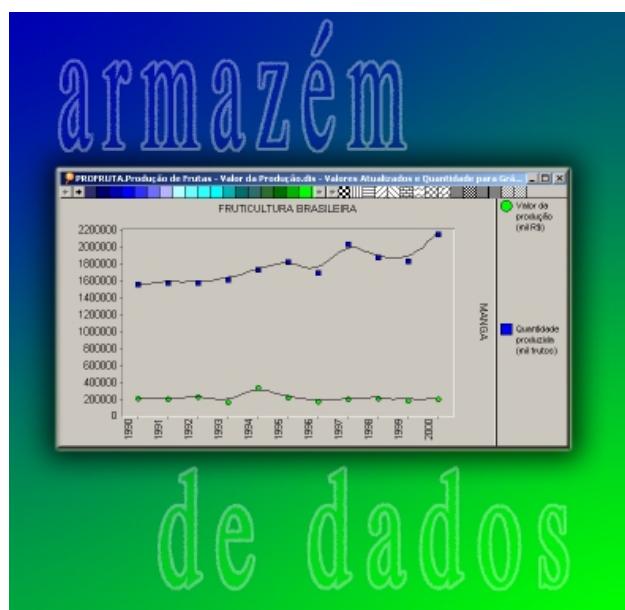 armazém
PROFRUTA.Produção de Frutas - Valor da Produção.dis - Valores Atualizados e Quantidade para Grá...
FRUTICULTURA BRASILEIRA
2200000
2000000
1800000
1600000
1400000
1200000
1000000
800000
600000
400000
200000
0
1990
1991
1992
1993
1994
1995
1996
1997
1998
1999
2000
MANGA
Valor da
produção
(mil R$)
Quantidade
produzida
(mil frutos)
de dados